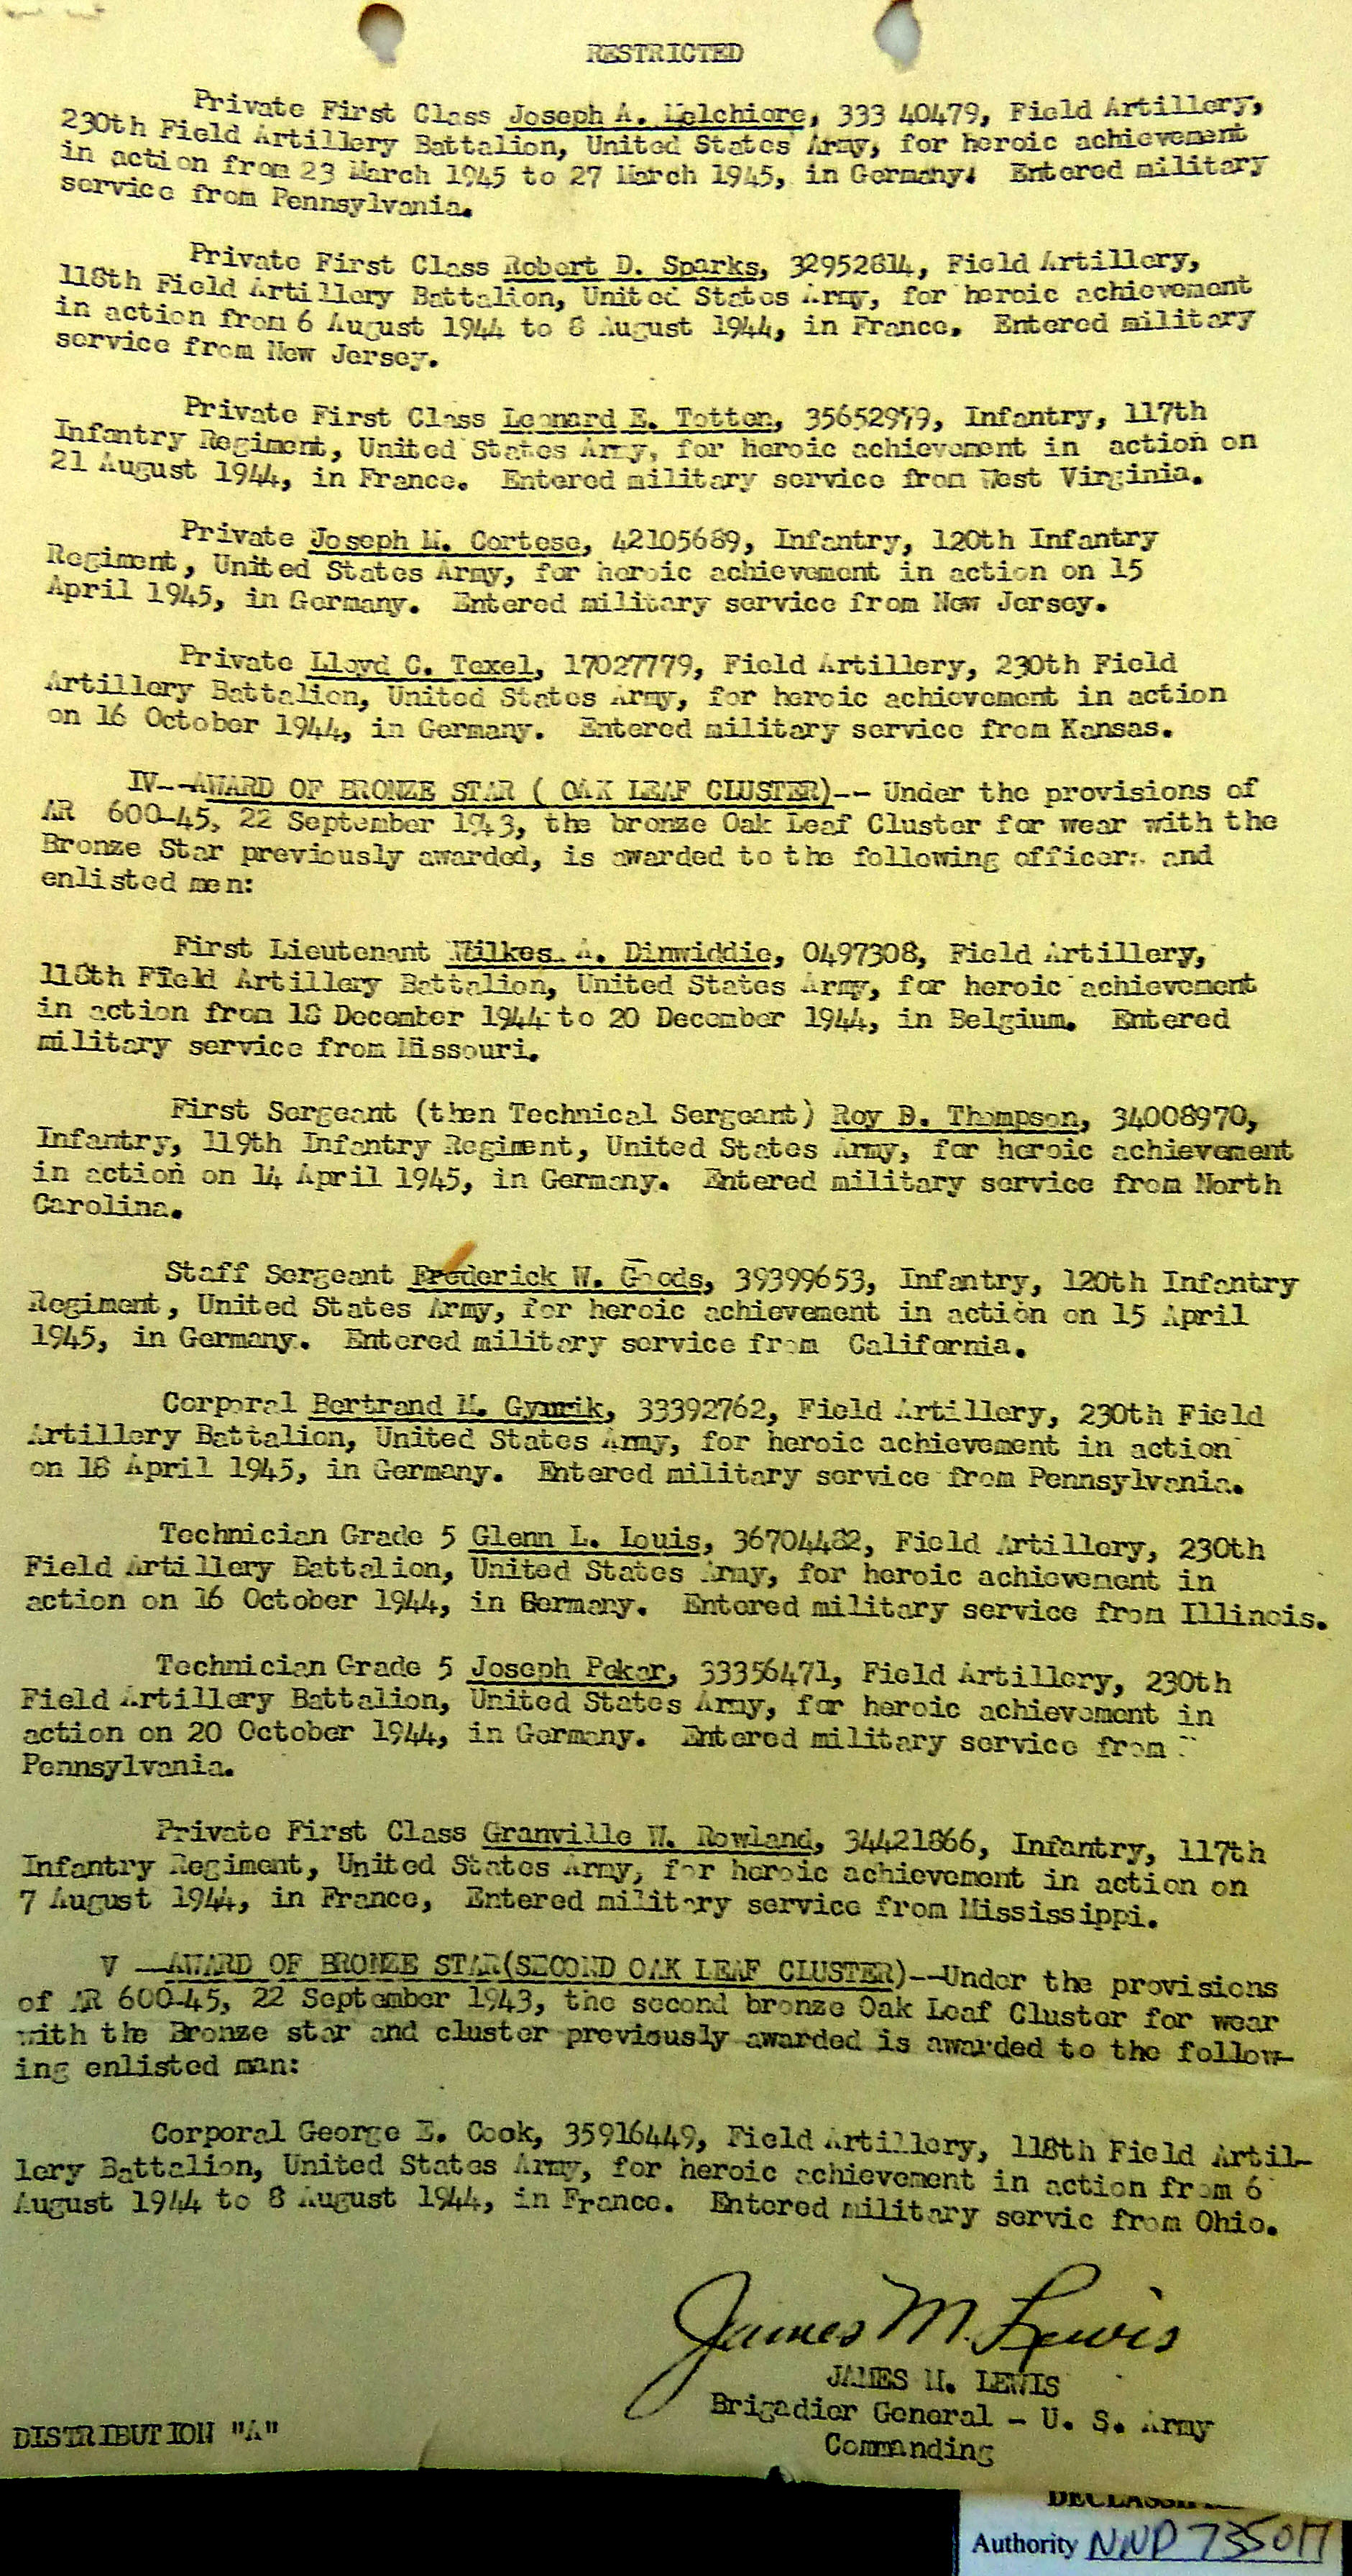 RESTRICTED
Private First Class Joseph A. Melchiore, 333 40479, Field Artillery,
230th Field Artillery Battalion, United States Army, for heroic achievement
in action from 23 March 1945 to 27 March 1945, in Germany. Entered military
service from Pennsylvania.
Private First Class Robert D. Sparks, 32952814, Field Artillery,
118th Field Artillery Battalion, United States Army, for heroic achievement
in action from 6 August 1944 to 8 August 1944, in France. Entered military
service from New Jersey.
Private First Class Leonard E. Totten, 35652979, Infantry, 117th
Infantry Regiment, United States Army, for heroic achievement in action on
21 August 1944, in France. Entered military service from West Virginia.
Private Joseph M. Cortese, 42105689, Infantry, 120th Infantry
Regiment, United States Army, for heroic achievement in action on 15
April 1945, in Germany. Entered military service from New Jersey.
Private Lloyd C. Texel, 17027779, Field Artillery, 230th Field
Artillery Battalion, United States Army, for heroic achievement in action
on 16 October 1944, in Germany. Entered military service from Kansas.
IV--AWARD OF BRONZE STAR ( OAK LEAF CLUSTER)-- Under the provisions of
AR 600-45, 22 September 1943, the bronze Oak Leaf Cluster for wear with the
Bronze Star previously awarded, is awarded to the following officers and
enlisted men:
First Lieutenant Wilkes A. Dinwiddie, 0497308, Field Artillery,
118th Field Artillery Battalion, United States Army, for heroic achievement
in action from 18 December 1944 to 20 December 1944, in Belgium. Entered
military service from Missouri.
First Sergeant (then Technical Sergeant) Roy B. Thompson, 34008970,
Infantry, 119th Infantry Regiment, United States Army, for heroic achievement
in action on 14 April 1945, in Germany. Entered military service from North
Carolina.
Staff Sergeant Frederick W. Goods, 39399653, Infantry, 120th Infantry
Regiment, United States Army, for heroic achievement in action on 15 April
1945, in Germany. Entered military service from California.
Corporal Bertrand M. Gymrik, 33392762, Field Artillery, 230th Field
Artillery Battalion, United States Army, for heroic achievement in action
on 18 April 1945, in Germany. Entered military service from Pennsylvania.
Technician Grade 5 Glenn L. Louis, 36704482, Field Artillery, 230th
Field Artillery Battalion, United States Army, for heroic achievement in
action on 16 October 1944, in Germany. Entered military service from Illinois.
Technician Grade 5 Joseph Pekar, 33356471, Field Artillery, 230th
Field Artillery Battalion, United States Army, for heroic achievement in
action on 20 October 1944, in Germany. Entered military service from
Pennsylvania.
Private First Class Granville W. Rowland, 34421866, Infantry, 117th
Infantry Regiment, United States Army, for heroic achievement in action on
7 August 1944, in France, Entered military service from Mississippi.
V --AWARD OF BRONZE STAR(SECOND OAK LEAF CLUSTER)--Under the provisions
of AR 600-45, 22 September 1943, the second bronze Oak Leaf Cluster for wear
with the Bronze star and cluster previously awarded is awarded to the follow-
ing enlisted man:
Corporal George E. Cook, 35916449, Field Artillery, 118th Field Artil-
lery Battalion, United States Army, for heroic achievement in action from 6
August 1944 to 8 August 1944, in France. Entered military servic from Ohio.
James M. Lewis
JAMES M. LEWIS
Brigadier General - U. S. Army
Commanding
DISTRIBUTION "A"
Authority NND 735017